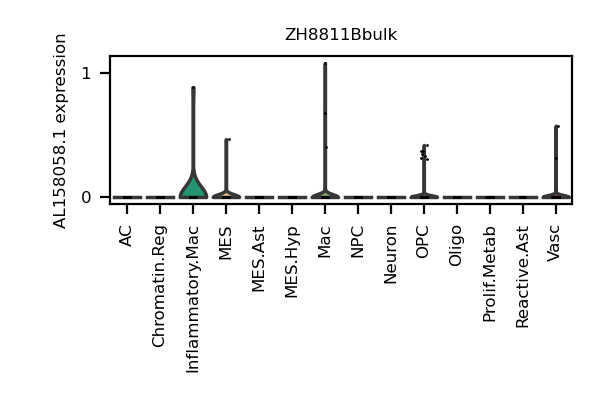 ZH8811Bbulk
AL158058.1 expression
1
0
AC
Chromatin.Reg
Inflammatory.Mac
MES
MES.Ast
MES.Hyp
Mac
NPC
Neuron
OPC
Oligo
Prolif.Metab
Reactive.Ast
Vasc